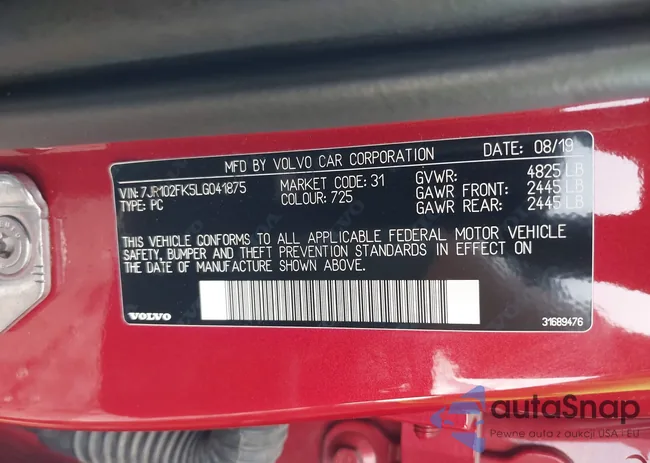 MFD BY VOLVO CAR CORPORATION DATE: 08/19
VIN: 7JR102FK5LG041875 MARKET CODE: 31 GVWR: 4825 LB
TYPE: PC COLOUR: 725 GAWR FRONT: 2445 LB
GAWR REAR: 2445 LB
THIS VEHICLE CONFORMS TO ALL APPLICABLE FEDERAL MOTOR VEHICLE
SAFETY, BUMPER AND THEFT PREVENTION STANDARDS IN EFFECT ON
THE DATE OF MANUFACTURE SHOWN ABOVE.
VOLVO 31689476
autaSnap
Pewne auta z aukcji USA i EU